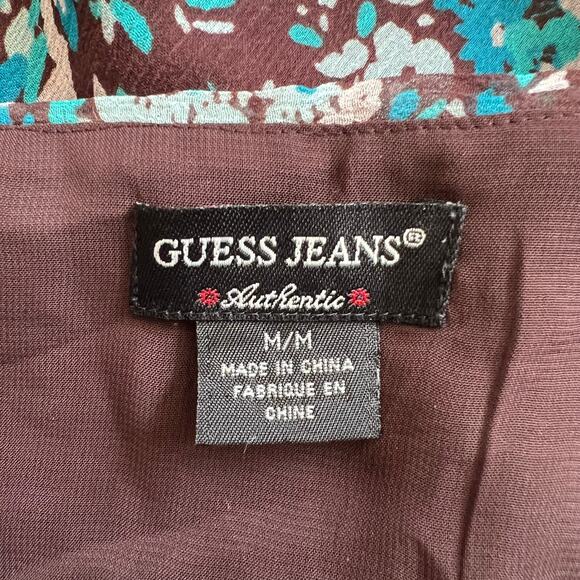 GUESS JEANS®
Authentic
M/M
MADE IN CHINA
FABRIQUE EN
CHINE